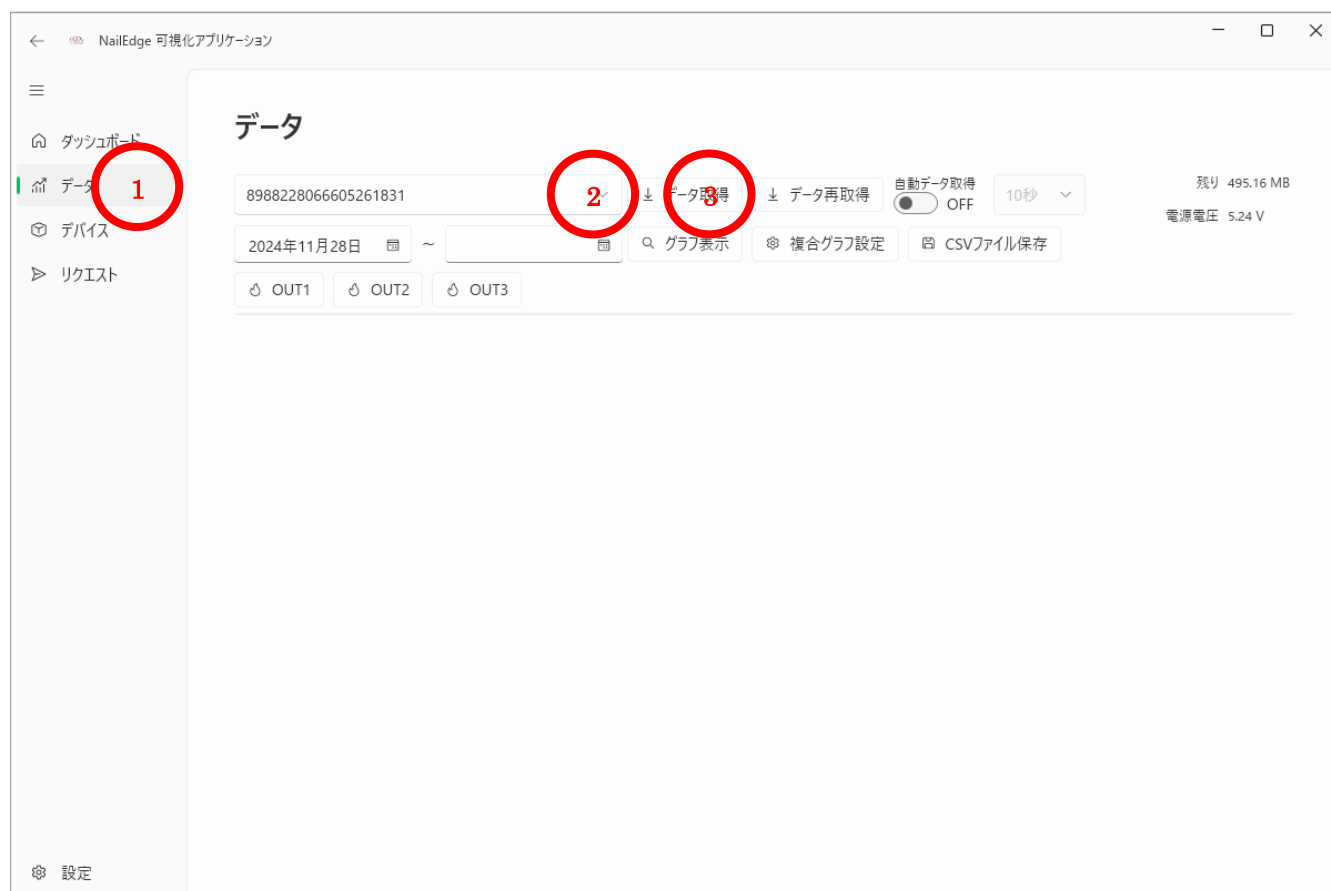 NailEdge 可視化アプリケーション
ダッシュボード
データ
1
デバイス
リクエスト
設定
データ
8988228066605261831
2
データ取得
3
データ再取得
自動データ取得
OFF
10秒
残り 495.16 MB
電源電圧 5.24 V
2024年11月28日 ~
グラフ表示
複合グラフ設定
CSVファイル保存
OUT1 OUT2 OUT3